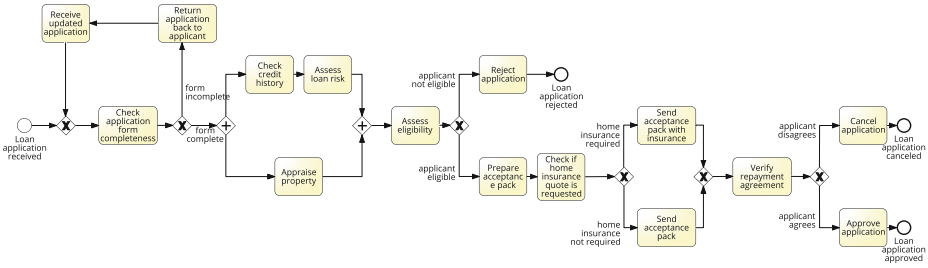 Receive
updated
application
Return
application
back to
applicant
form
incomplete
Loan
application
received
Check
application
form
completeness
form
complete
Check
credit
history
Assess
loan risk
Appraise
property
Assess
eligibility
applicant
not eligible
Reject
application
Loan
application
rejected
applicant
eligible
Prepare
acceptanc
e pack
Check if
home
insurance
quote is
requested
home
insurance
required
Send
acceptance
pack with
insurance
home
insurance
not required
Send
acceptance
pack
Verify
repayment
agreement
applicant
disagrees
Cancel
application
Loan
application
canceled
applicant
agrees
Approve
application
Loan
application
approved